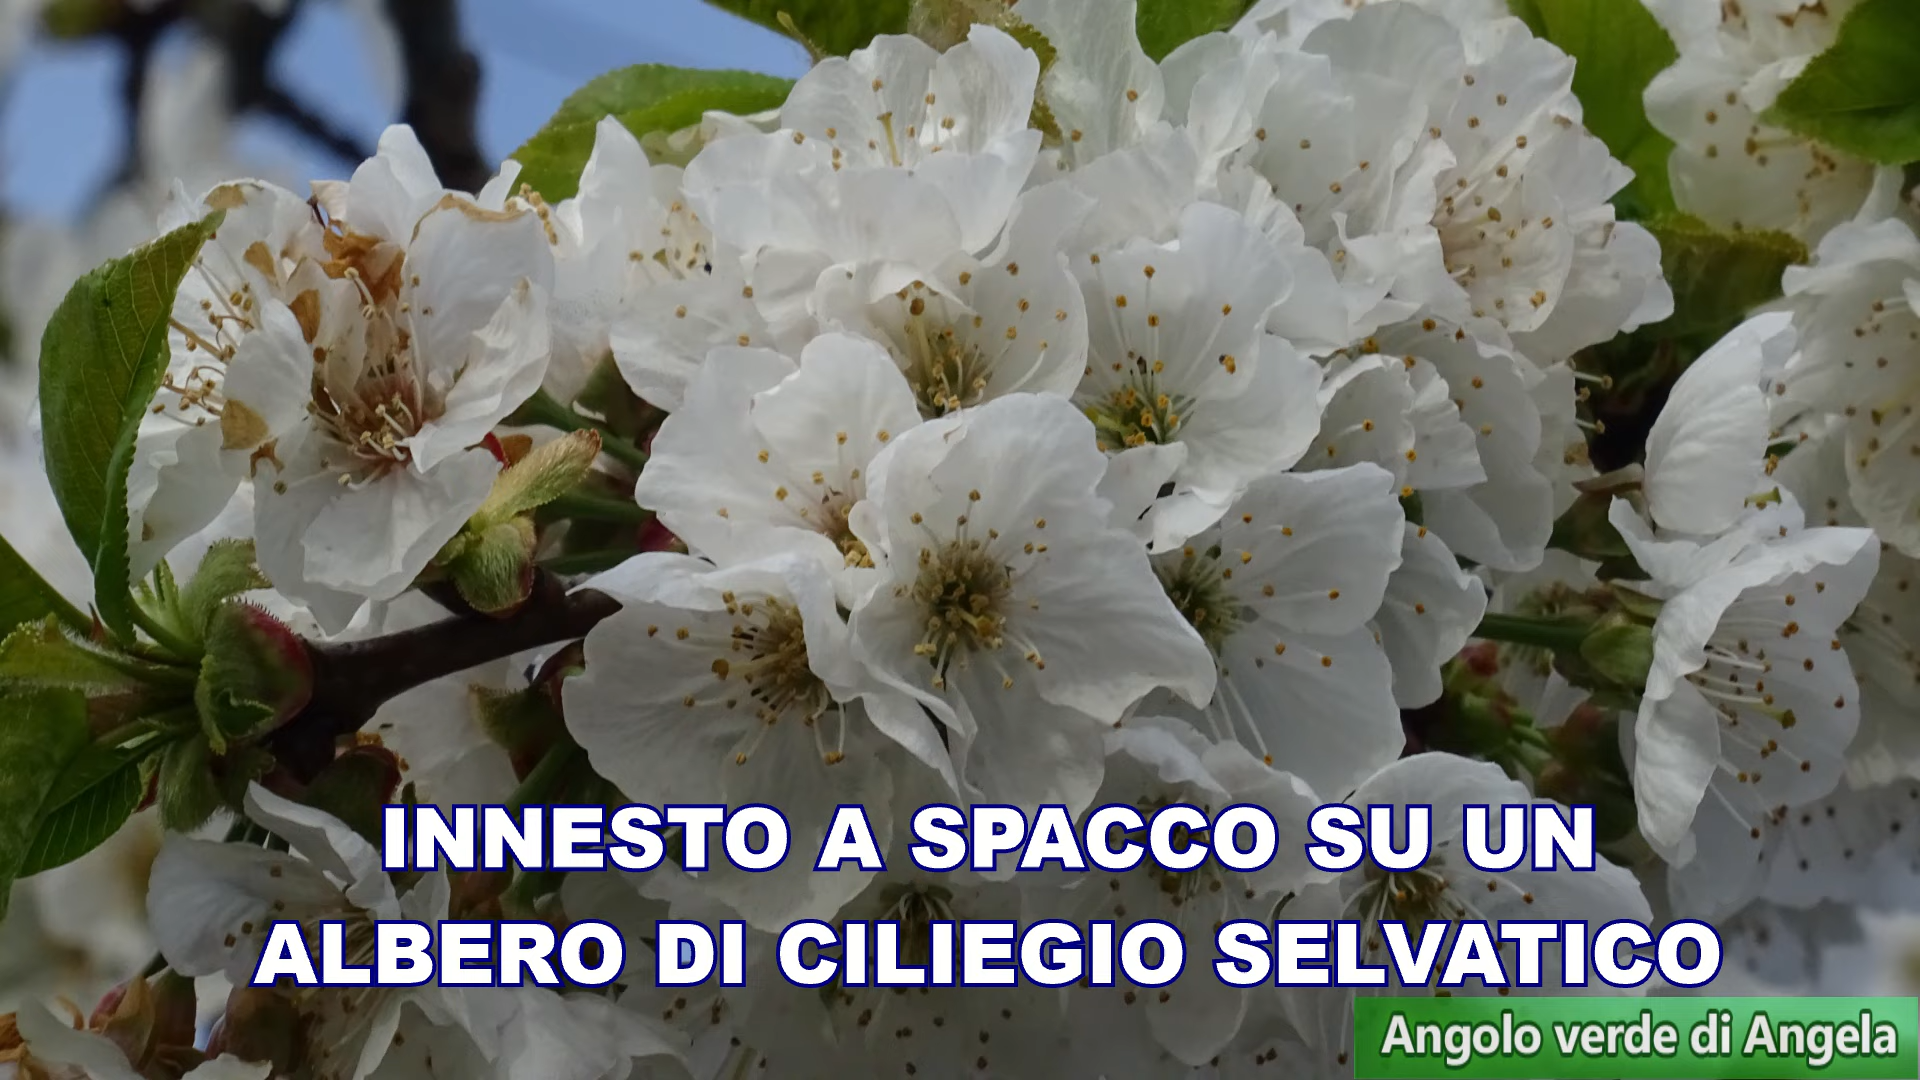 INNESTO A SPACCO SU UN
ALBERO DI CILIEGIO SELVATICO
Angolo verde di Angela